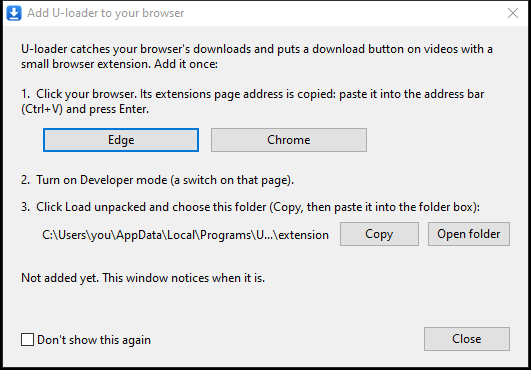 Add U-loader to your browser
U-loader catches your browser's downloads and puts a download button on videos with a
small browser extension. Add it once:
1. Click your browser. Its extensions page address is copied: paste it into the address bar
(Ctrl+V) and press Enter.
Edge
Chrome
2. Turn on Developer mode (a switch on that page).
3. Click Load unpacked and choose this folder (Copy, then paste it into the folder box):
C:\Users\you\AppData\Local\Programs\U...\extension
Copy
Open folder
Not added yet. This window notices when it is.
Don't show this again
Close